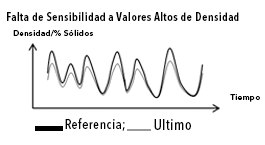 Falta de Sensibilidad a Valores Altos de Densidad
Densidad/% Sólidos
Tiempo
Referencia; Ultimo